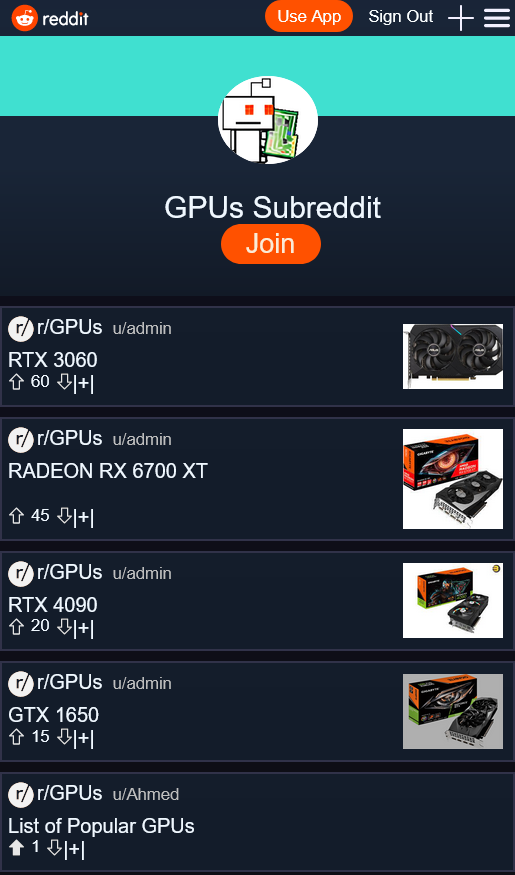 reddit Use App Sign Out
GPUs Subreddit
Join
r/ r/GPUs u/admin
RTX 3060
60 |+|
r/ r/GPUs u/admin
RADEON RX 6700 XT
45 |+|
r/ r/GPUs u/admin
RTX 4090
20 |+|
r/ r/GPUs u/admin
GTX 1650
15 |+|
r/ r/GPUs u/Ahmed
List of Popular GPUs
1 |+|